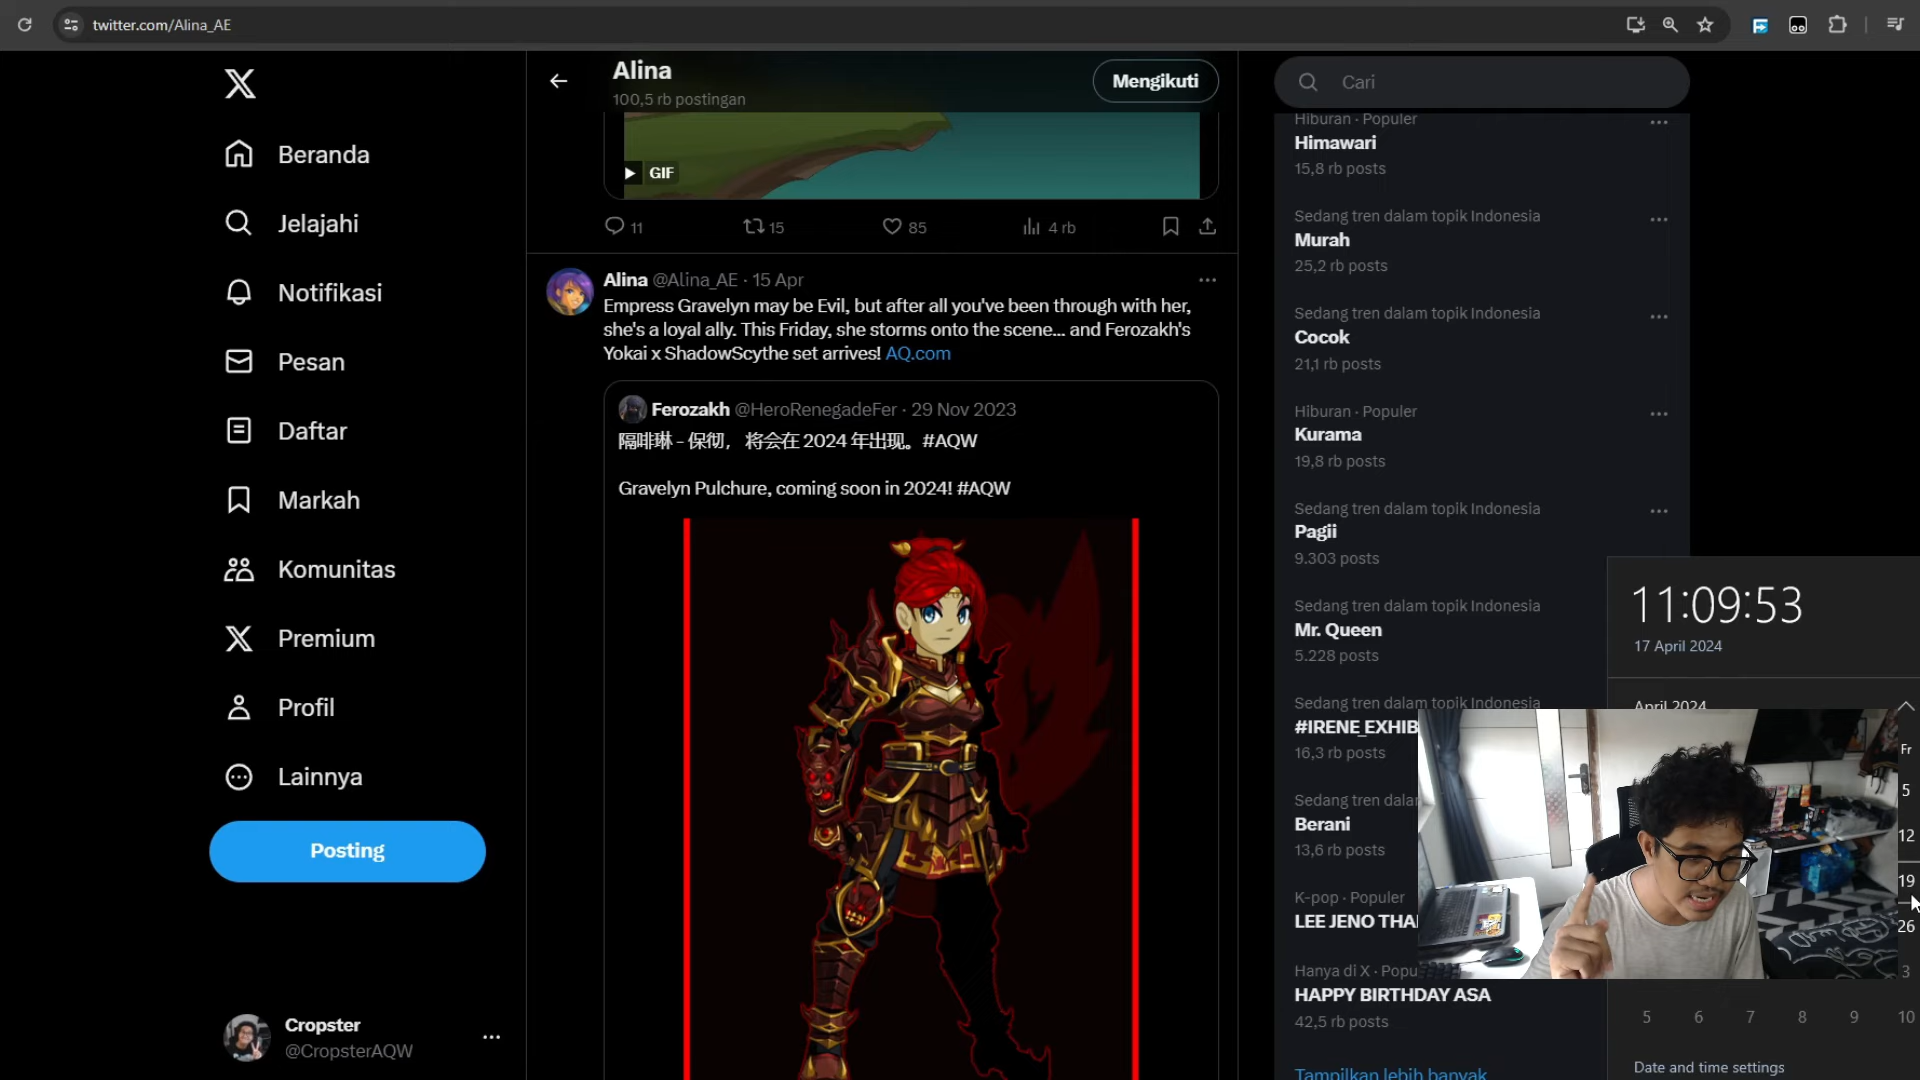 twitter.com/Alina_AE
Beranda
Jelajahi
Notifikasi
Pesan
Daftar
Markah
Komunitas
Premium
Profil
Lainnya
Posting
Cropster
@CropsterAQW
Alina
100,5 rb postingan
Mengikuti
GIF
11
15
85
4 rb
Alina @Alina_AE · 15 Apr
Empress Gravelyn may be Evil, but after all you've been through with her,
she's a loyal ally. This Friday, she storms onto the scene... and Ferozakh's
Yokai x ShadowScythe set arrives! AQ.com
Ferozakh @HeroRenegadeFer · 29 Nov 2023
隔啡琳 - 保彻， 将会在 2024 年出现。#AQW
Gravelyn Pulchure, coming soon in 2024! #AQW
Cari
Hiburan · Populer
Himawari
15,8 rb posts
Sedang tren dalam topik Indonesia
Murah
25,2 rb posts
Sedang tren dalam topik Indonesia
Cocok
21,1 rb posts
Hiburan · Populer
Kurama
19,8 rb posts
Sedang tren dalam topik Indonesia
Pagii
9.303 posts
Sedang tren dalam topik Indonesia
Mr. Queen
5.228 posts
Sedang tren dalam topik Indonesia
#IRENE_EXHIB
16,3 rb posts
Sedang tren dalam
Berani
13,6 rb posts
K-pop · Populer
LEE JENO THA
Hanya di X · Popu
HAPPY BIRTHDAY ASA
42,5 rb posts
Tampilkan lebih banyak
11:09:53
17 April 2024
April 2024
Fr
5
12
19
26
3
5 6 7 8 9 10
Date and time settings